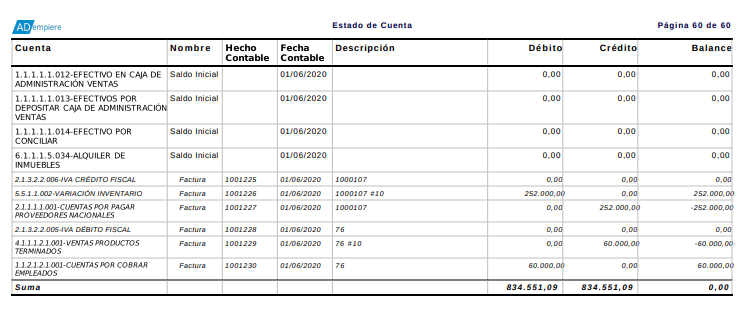 ADempiere Estado de Cuenta Página 60 de 60
Cuenta Nombre Hecho Contable Fecha Contable Descripción Débito Crédito Balance
1.1.1.1.1.012-EFECTIVO EN CAJA DE Saldo Inicial 01/06/2020 0,00 0,00 0,00
ADMINISTRACIÓN VENTAS
1.1.1.1.1.013-EFECTIVOS POR Saldo Inicial 01/06/2020 0,00 0,00 0,00
DEPOSITAR CAJA DE ADMINISTRACIÓN
VENTAS
1.1.1.1.1.014-EFECTIVO POR Saldo Inicial 01/06/2020 0,00 0,00 0,00
CONCILIAR
6.1.1.1.5.034-ALQUILER DE Saldo Inicial 01/06/2020 0,00 0,00 0,00
INMUEBLES
2.1.3.2.2.006-IVA CRÉDITO FISCAL Factura 1001225 01/06/2020 1000107 0,00 0,00 0,00
5.5.1.1.002-VARIACIÓN INVENTARIO Factura 1001226 01/06/2020 1000107 #10 252.000,00 0,00 252.000,00
2.1.1.1.1.001-CUENTAS POR PAGAR Factura 1001227 01/06/2020 1000107 0,00 252.000,00 -252.000,00
PROVEEDORES NACIONALES
2.1.3.2.2.005-IVA DÉBITO FISCAL Factura 1001228 01/06/2020 76 0,00 0,00 0,00
4.1.1.1.2.1.001-VENTAS PRODUCTOS Factura 1001229 01/06/2020 76 #10 0,00 60.000,00 -60.000,00
TERMINADOS
1.1.2.1.2.1.001-CUENTAS POR COBRAR Factura 1001230 01/06/2020 76 60.000,00 0,00 60.000,00
EMPLEADOS
Suma 834.551,09 834.551,09 0,00